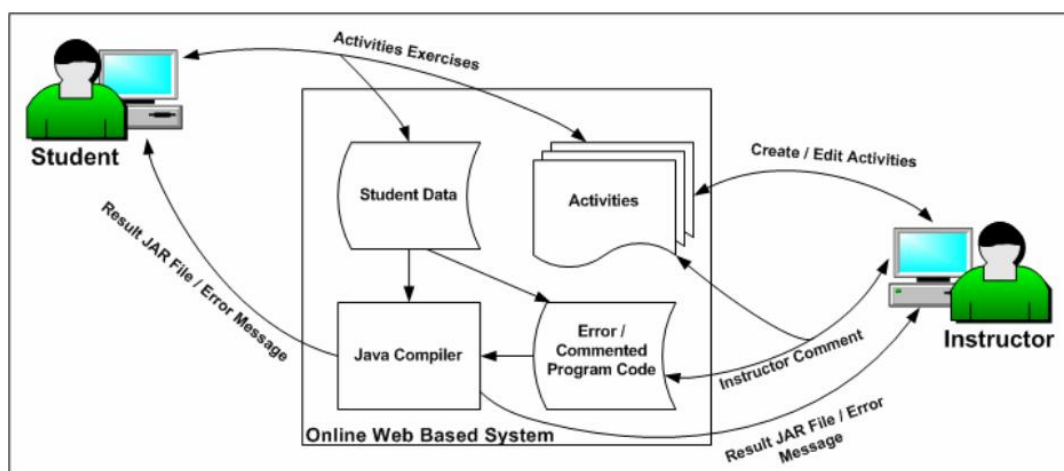 Activities Exercises
Student
Student Data
Activities
Create / Edit Activities
Result JAR File / Error Message
Java Compiler
Error /
Commented
Program Code
Instructor Comment
Instructor
Online Web Based System
Result JAR File / Error
Message